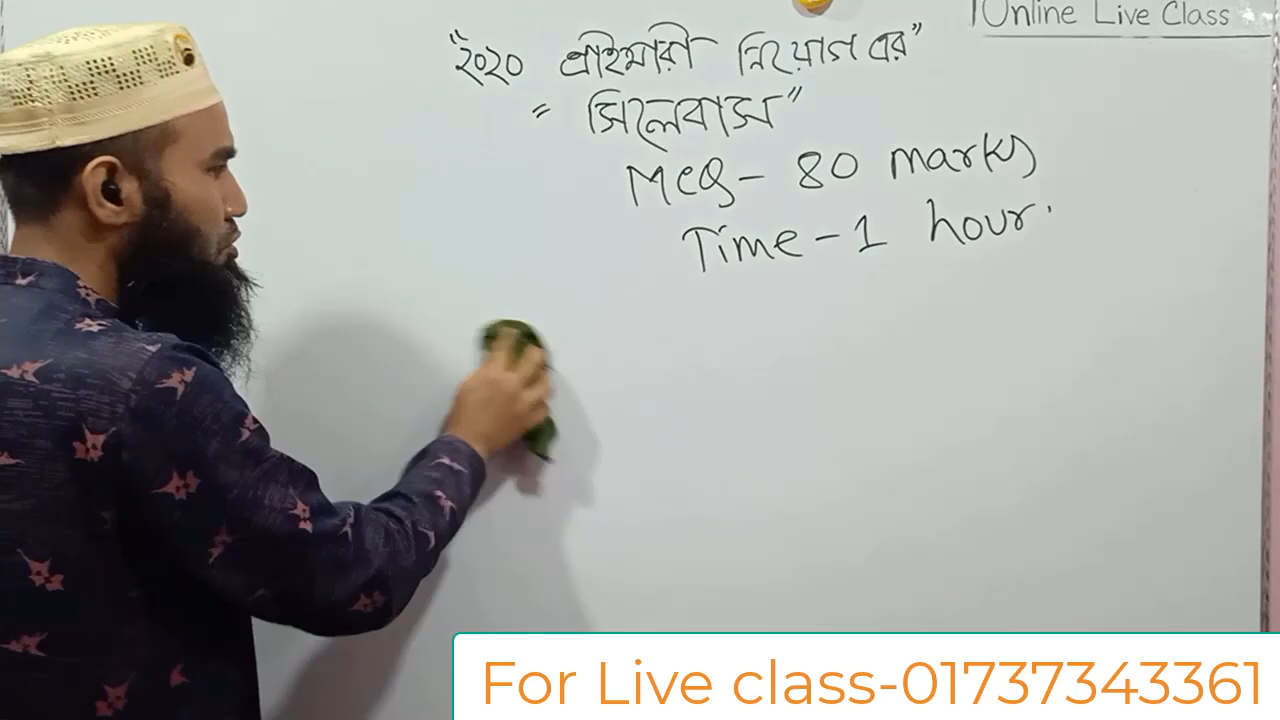 Online Live Class
"২০২০ প্রাইমারী নিয়োগ এর"
= সিলেবাস"
MCQ- 80 marks
Time-1 hour.
For Live class-01737343361